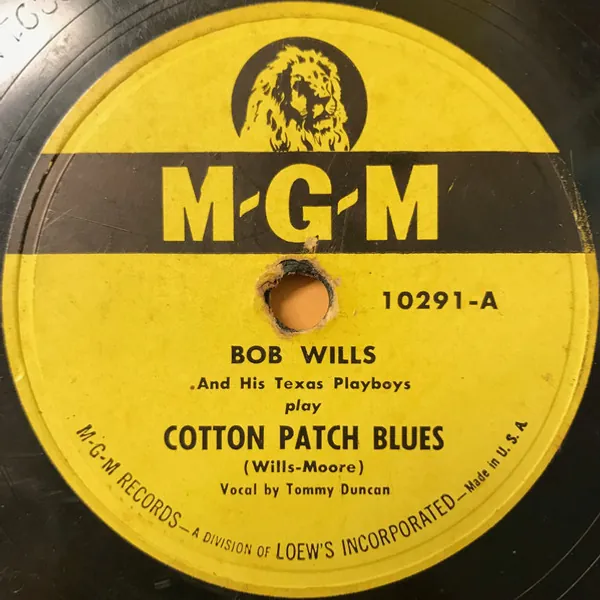 M-G-M
10291-A
BOB WILLS
And His Texas Playboys
play
COTTON PATCH BLUES
(Wills-Moore)
Vocal by Tommy Duncan
M-G-M RECORDS—A DIVISION OF LOEW'S INCORPORATED—Made in U.S.A.